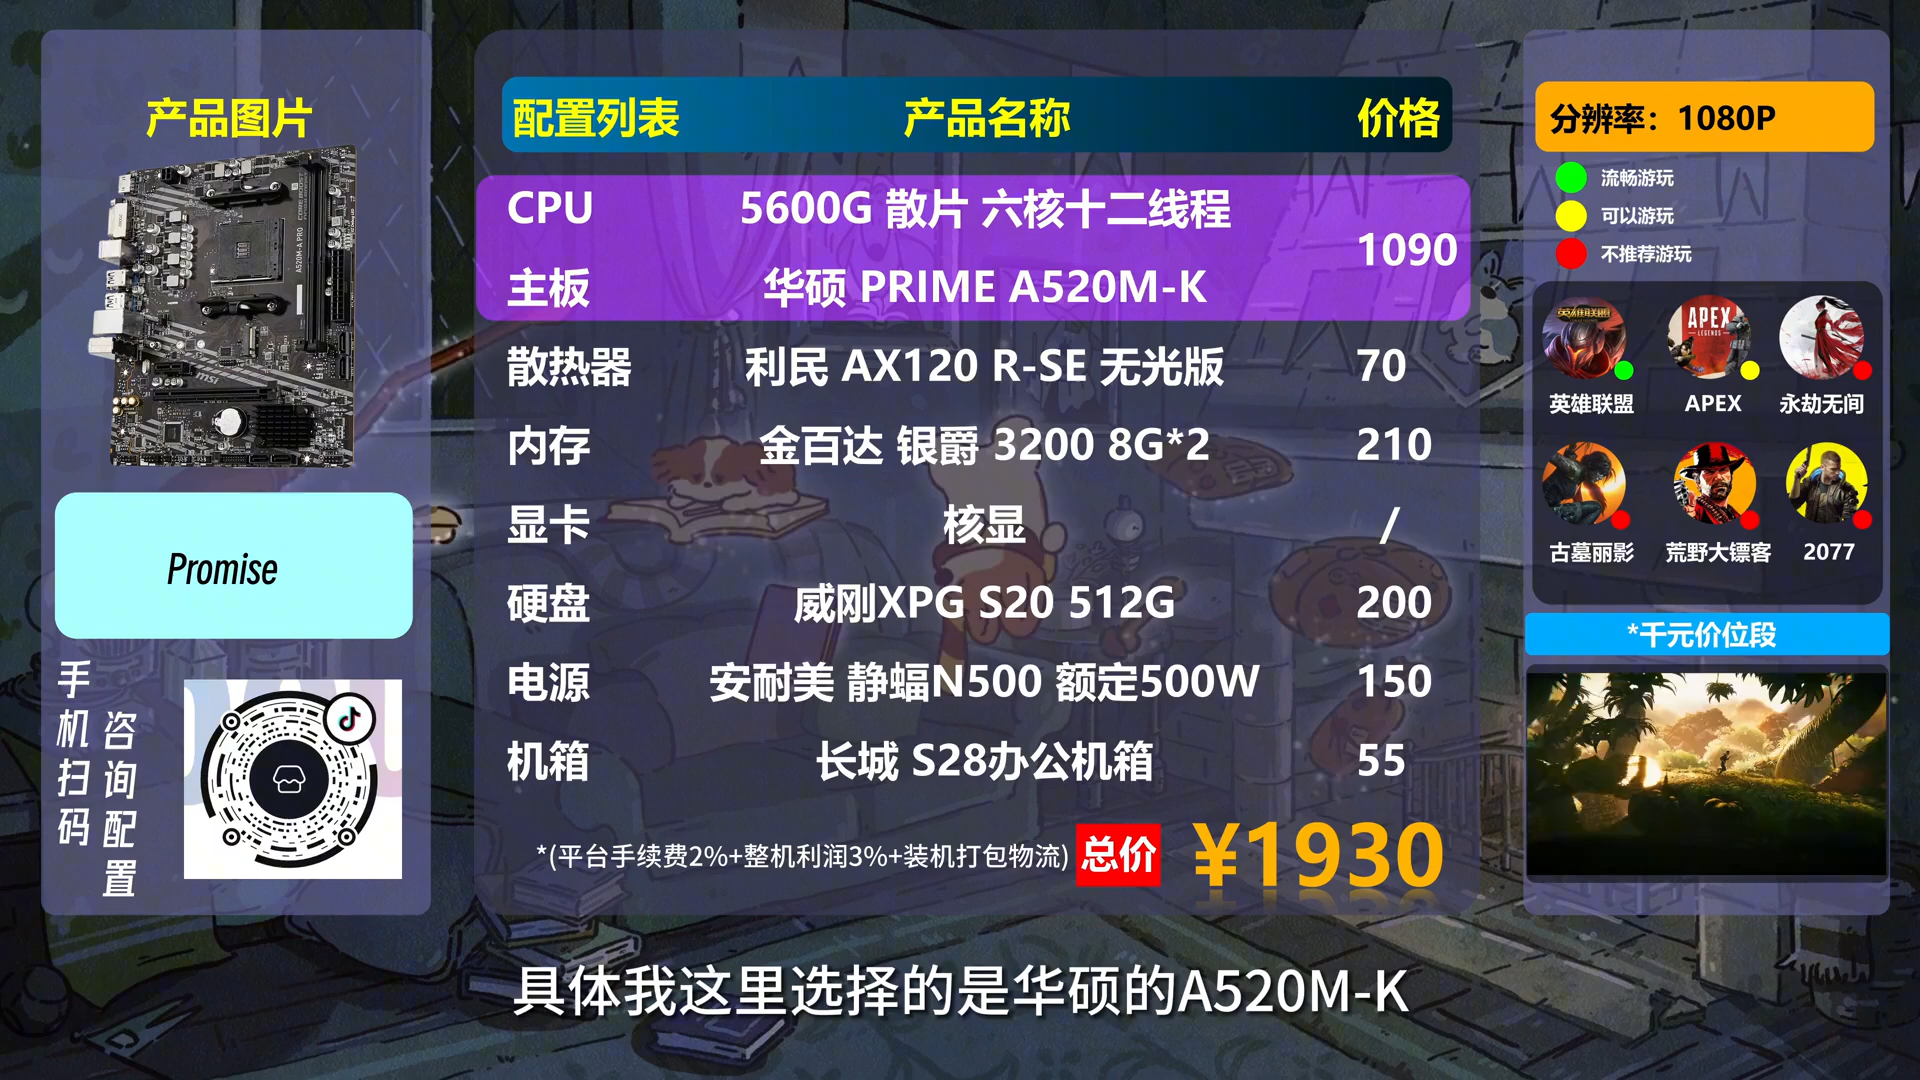 产品图片
A520M-A PRO
msi
Promise
手机扫码
咨询配置
配置列表 产品名称 价格
CPU 5600G 散片 六核十二线程
1090
主板 华硕 PRIME A520M-K
散热器 利民 AX120 R-SE 无光版 70
内存 金百达 银爵 3200 8G*2 210
显卡 核显 /
硬盘 威刚XPG S20 512G 200
电源 安耐美 静蝠N500 额定500W 150
机箱 长城 S28办公机箱 55
*(平台手续费2%+整机利润3%+装机打包物流) 总价 ¥1930
分辨率：1080P
流畅游玩
可以游玩
不推荐游玩
英雄联盟
APEX
LEGENDS
英雄联盟 APEX 永劫无间
古墓丽影 荒野大镖客 2077
*千元价位段
具体我这里选择的是华硕的A520M-K